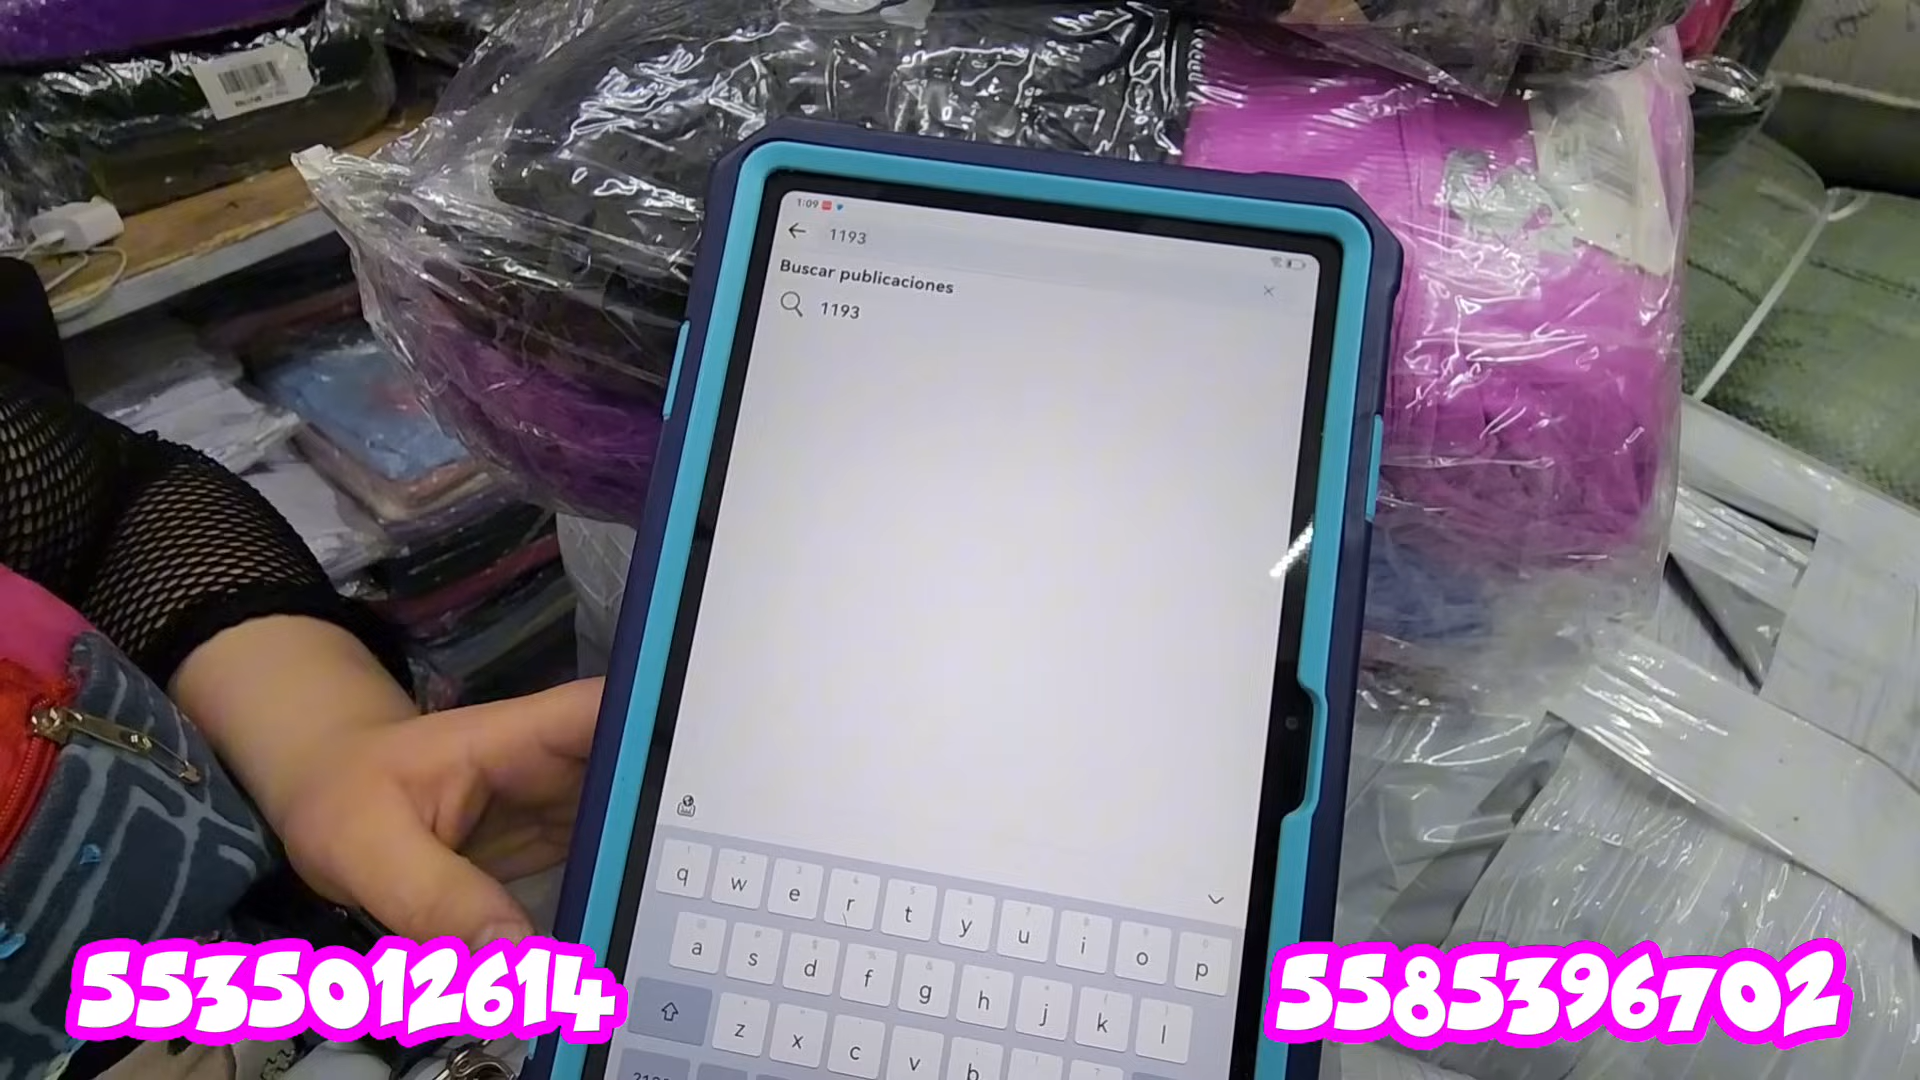 1:09
1193
Buscar publicaciones
1193
q w e r t y u i o p
a s d f g h j k l
z x c v b
5535012614
5585396702